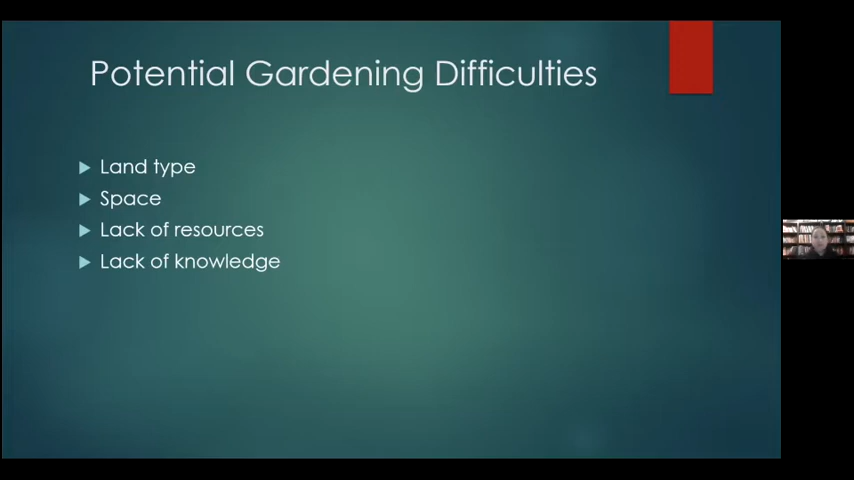 Potential Gardening Difficulties
Land type
Space
Lack of resources
Lack of knowledge